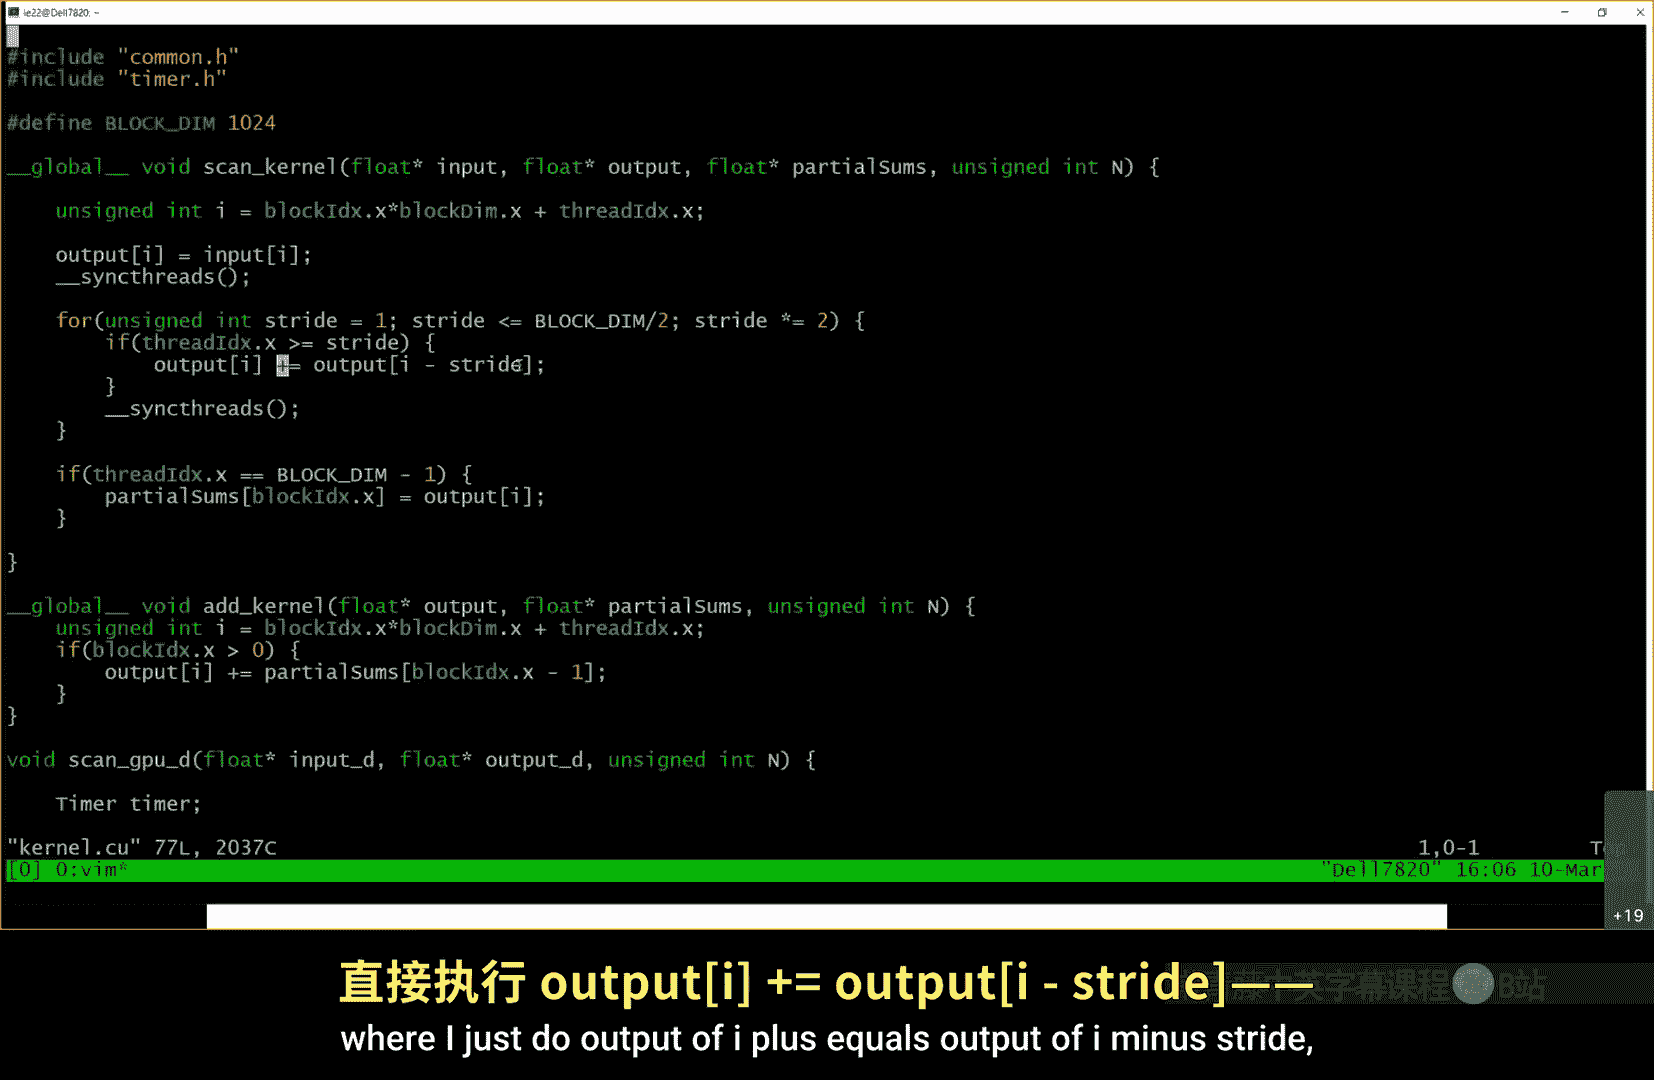 ie22@Dell7820: ~
#include "common.h"
#include "timer.h"
#define BLOCK_DIM 1024
__global__ void scan_kernel(float* input, float* output, float* partialSums, unsigned int N) {
unsigned int i = blockIdx.x*blockDim.x + threadIdx.x;
output[i] = input[i];
__syncthreads();
for(unsigned int stride = 1; stride <= BLOCK_DIM/2; stride *= 2) {
if(threadIdx.x >= stride) {
output[i] += output[i - stride];
}
__syncthreads();
}
if(threadIdx.x == BLOCK_DIM - 1) {
partialSums[blockIdx.x] = output[i];
}
}
__global__ void add_kernel(float* output, float* partialSums, unsigned int N) {
unsigned int i = blockIdx.x*blockDim.x + threadIdx.x;
if(blockIdx.x > 0) {
output[i] += partialSums[blockIdx.x - 1];
}
}
void scan_gpu_d(float* input_d, float* output_d, unsigned int N) {
Timer timer;
"kernel.cu" 77L, 2037C 1,0-1
[0] 0:vim* "Dell7820" 16:06 10-Mar
+19
直接执行 output[i] += output[i - stride]——
where I just do output of i plus equals output of i minus stride,